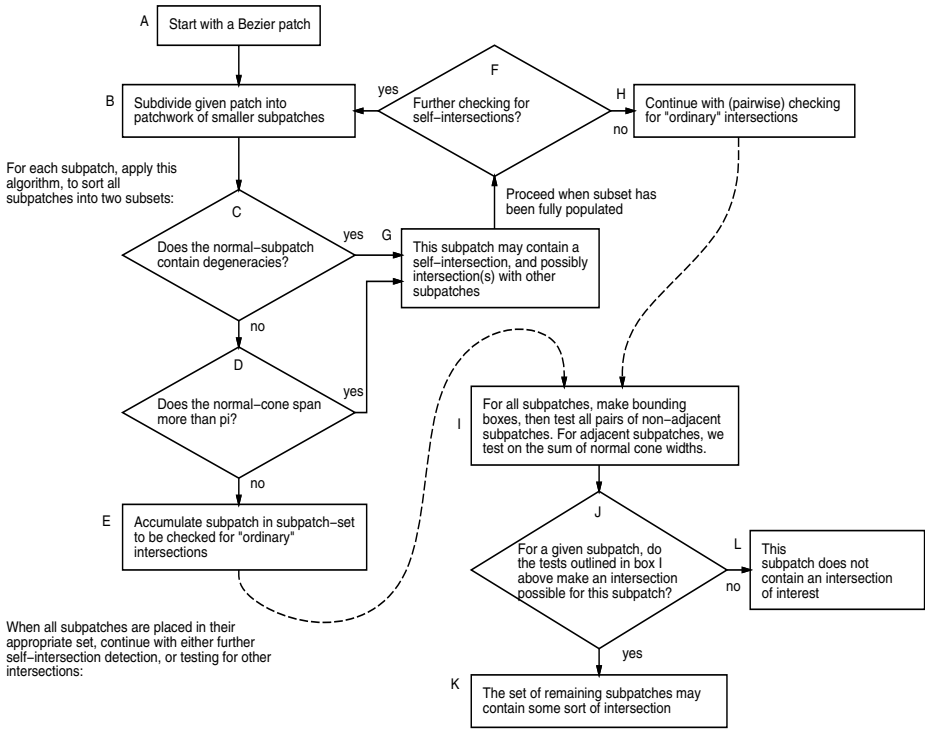 A
Start with a Bezier patch
B
Subdivide given patch into
patchwork of smaller subpatches
yes
F
Further checking for
self-intersections?
H
no
Continue with (pairwise) checking
for "ordinary" intersections
For each subpatch, apply this
algorithm, to sort all
subpatches into two subsets:
Proceed when subset has
been fully populated
C
Does the normal-subpatch
contain degeneracies?
yes
G
This subpatch may contain a
self-intersection, and possibly
intersection(s) with other
subpatches
no
D
Does the normal-cone span
more than pi?
yes
no
I
For all subpatches, make bounding
boxes, then test all pairs of non-adjacent
subpatches. For adjacent subpatches, we
test on the sum of normal cone widths.
E
Accumulate subpatch in subpatch-set
to be checked for "ordinary"
intersections
J
For a given subpatch, do
the tests outlined in box I
above make an intersection
possible for this subpatch?
L
no
This
subpatch does not
contain an intersection
of interest
When all subpatches are placed in their
appropriate set, continue with either further
self-intersection detection, or testing for other
intersections:
yes
K
The set of remaining subpatches may
contain some sort of intersection